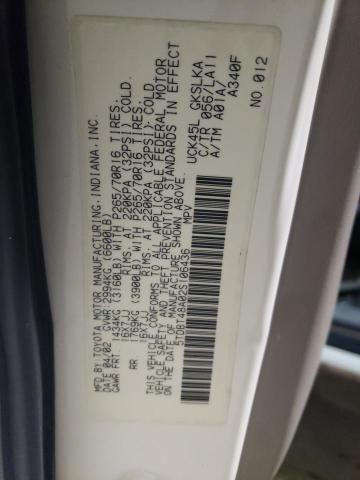 MFD BY TOYOTA MOTOR MANUFACTURING, INDIANA, INC.
DATE 04/02 GVWR:2994KG (6600LB)
GAWR FRT 1434KG (3160LB) WITH P265/70R16 TIRES,
16X7JJ RIMS, AT 220KPA (32PSI) COLD.
RR 1769KG (3900LB) WITH P265/70R16 TIRES,
16X7JJ RIMS, AT 220KPA (32PSI) COLD
THIS VEHICLE CONFORMS TO ALL APPLICABLE FEDERAL MOTOR
VEHICLE SAFETY AND THEFT PREVENTION STANDARDS IN EFFECT
ON THE DATE OF MANUFACTURE SHOWN ABOVE.
5TDBT48A02S106436 MPV
UCK45L GKSLKA
C/TR 056/LA11
A/TM A01A/
A340F
NO. 012